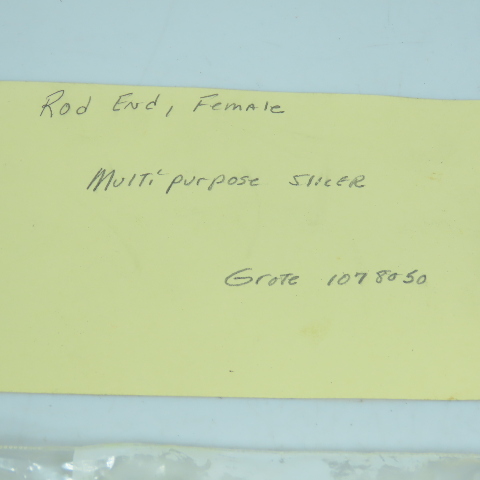 Rod End, Female
Multipurpose Slicer
Grote 1078050